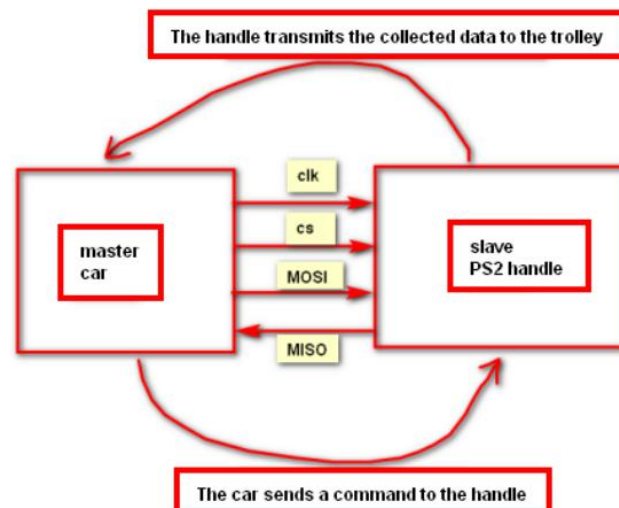 The handle transmits the collected data to the trolley
clk
cs
MOSI
MISO
master
car
slave
PS2 handle
The car sends a command to the handle